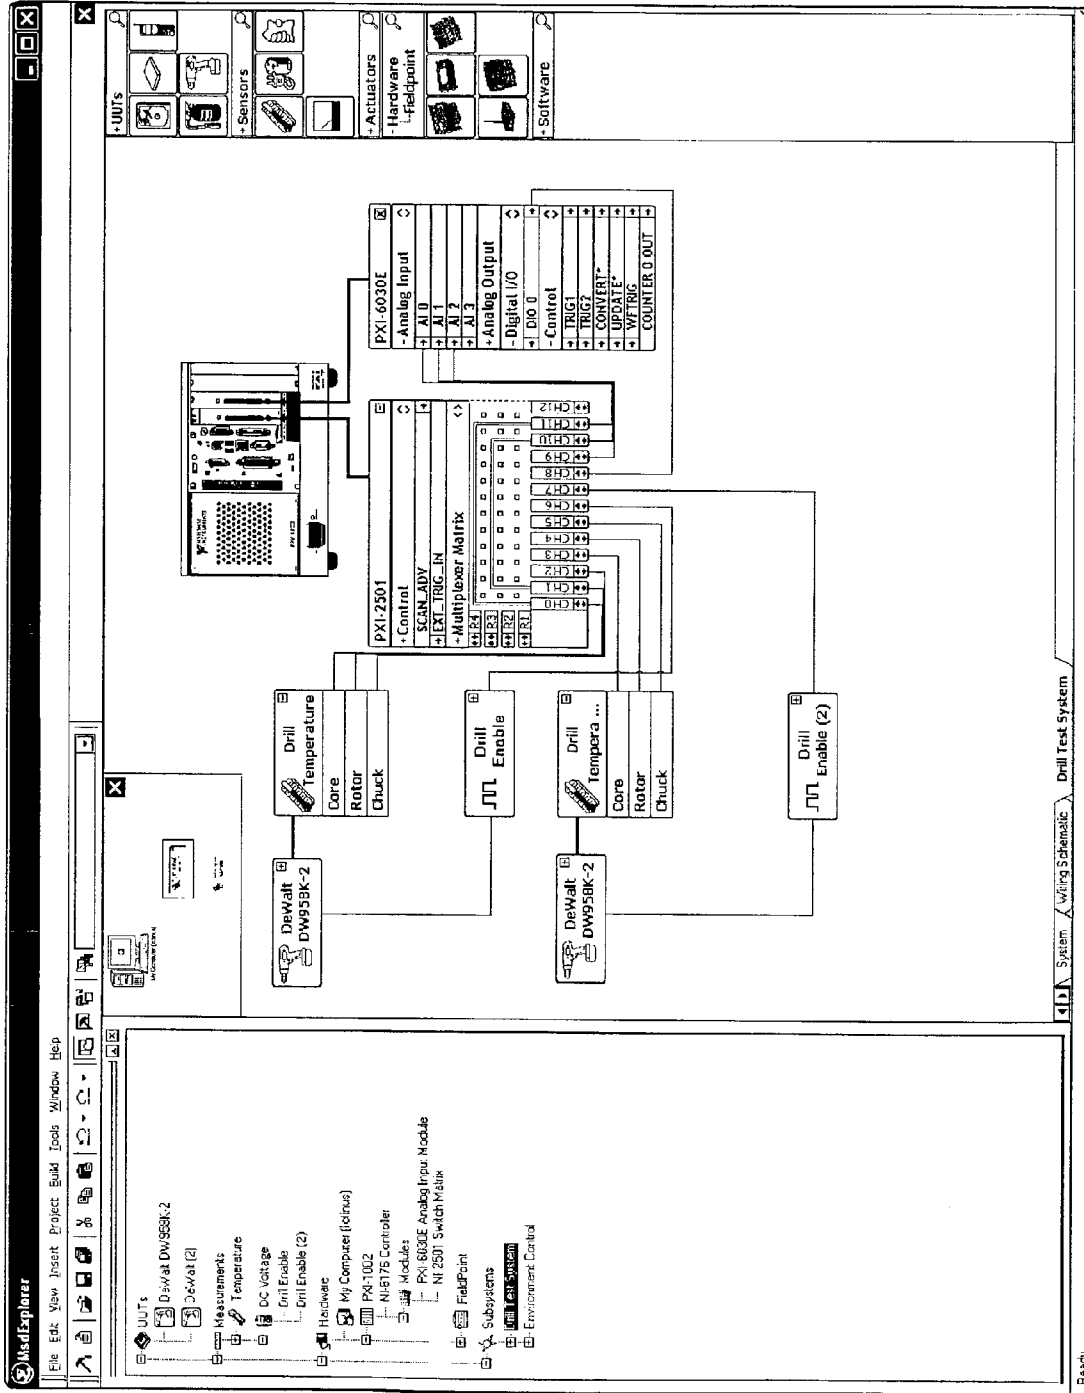 MsdExplorer
File Edit View Insert Project Build Tools Window Help
UUTs
DeWalt DW958K-2
DeWalt (2)
Measurements
Temperature
DC Voltage
Drill Enable
Drill Enable (2)
Hardware
PXI-1002
NI-8176 Controller
Modules
PXI-6030E Analog Input Module
NI 2501 Switch Matrix
FieldPoint
Subsystems
Drill Test System
Environment Control
DeWalt
DW958K-2
Drill
Temperature
Core
Rotor
Chuck
Drill
Enable
DeWalt
DW958K-2
Drill
Tempera ...
Core
Rotor
Chuck
Drill
Enable (2)
PXI-2501
+Control
SCAN_ADV
EXT_TRIG_IN
-Multiplexer Matrix
R4
R3
R2
R1
CH0
CH1
CH2
CH3
CH4
CH5
CH6
CH7
CH8
CH9
CH10
CH11
CH12
PXI-6030E
-Analog Input
AI 0
AI 1
AI 2
AI 3
+Analog Output
-Digital I/O
DIO 0
-Control
TRIG1
TRIG2
CONVERT*
UPDATE*
WFTRIG
COUNTER 0 OUT
+UUTs
+Sensors
+Actuators
-Hardware
Fieldpoint
+Software
System
Wiring Schematic
Drill Test System
Ready